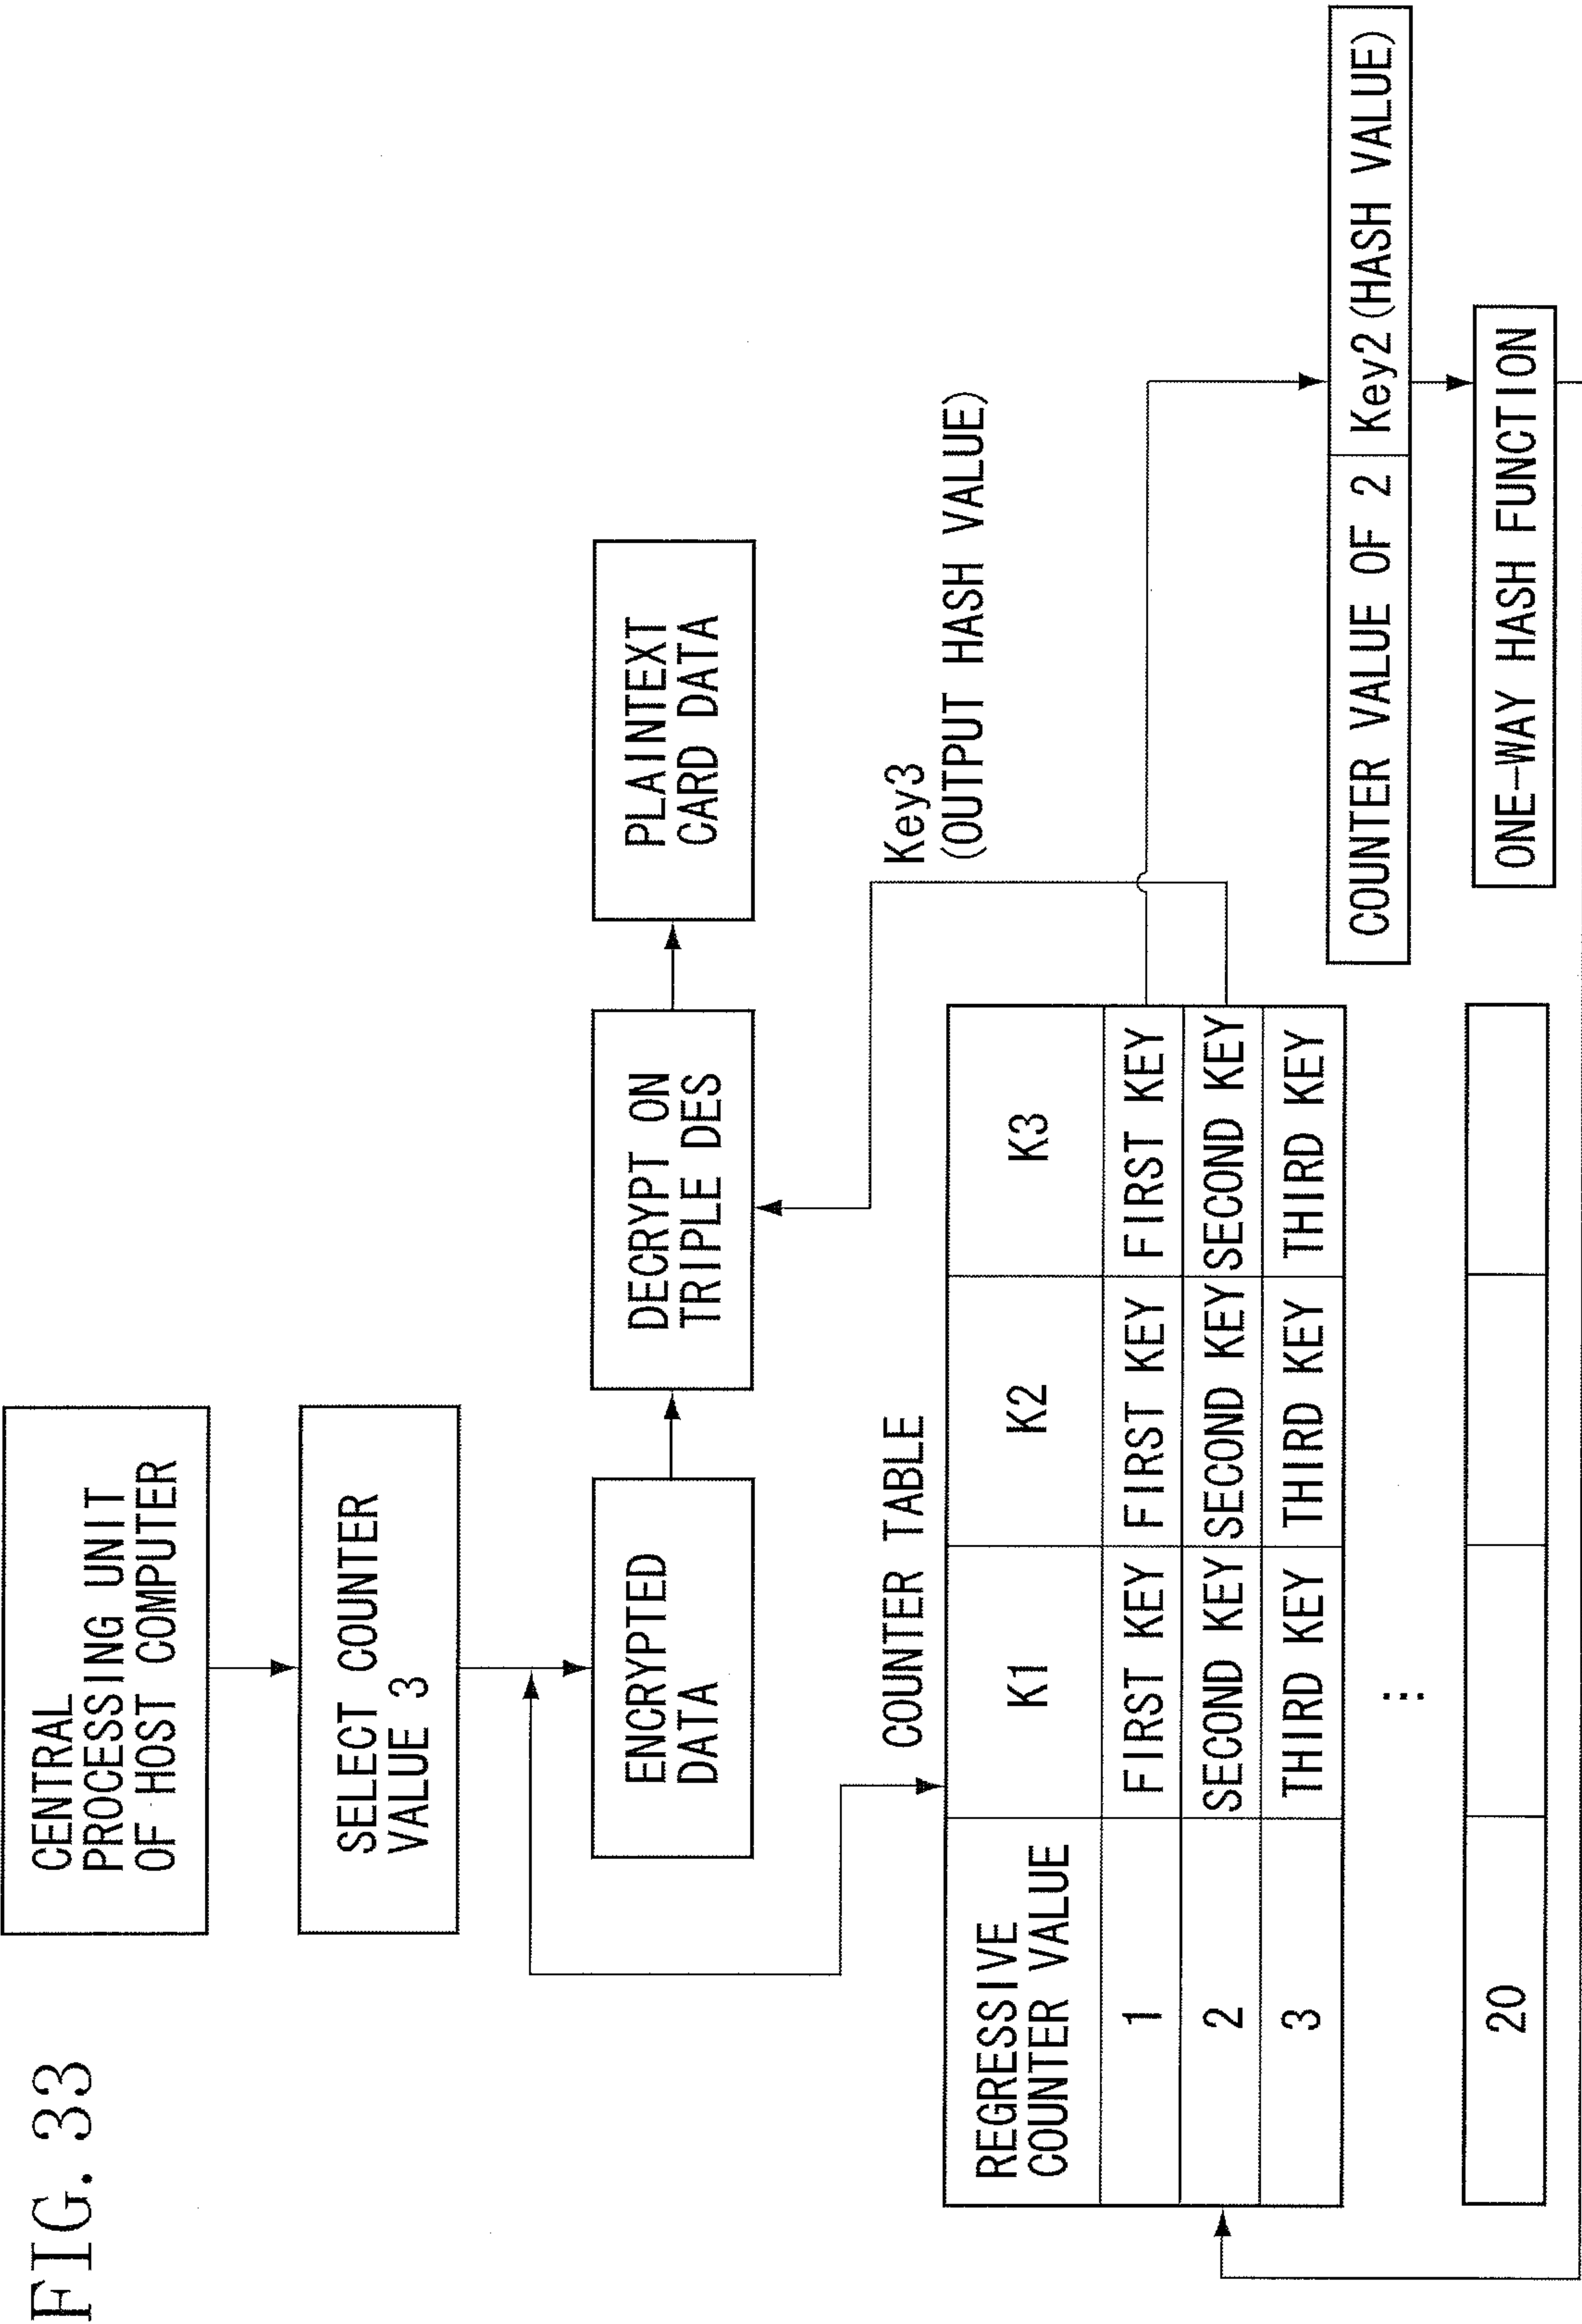 FIG. 33
CENTRAL
PROCESSING UNIT
OF HOST COMPUTER
SELECT COUNTER
VALUE 3
ENCRYPTED
DATA
DECRYPT ON
TRIPLE DES
PLAINTEXT
CARD DATA
Key3
(OUTPUT HASH VALUE)
COUNTER TABLE
REGRESSIVE
COUNTER VALUE
K1
K2
K3
1
FIRST KEY
FIRST KEY
FIRST KEY
2
SECOND KEY
SECOND KEY
SECOND KEY
3
THIRD KEY
THIRD KEY
THIRD KEY
...
20
COUNTER VALUE OF 2
Key2(HASH VALUE)
ONE-WAY HASH FUNCTION